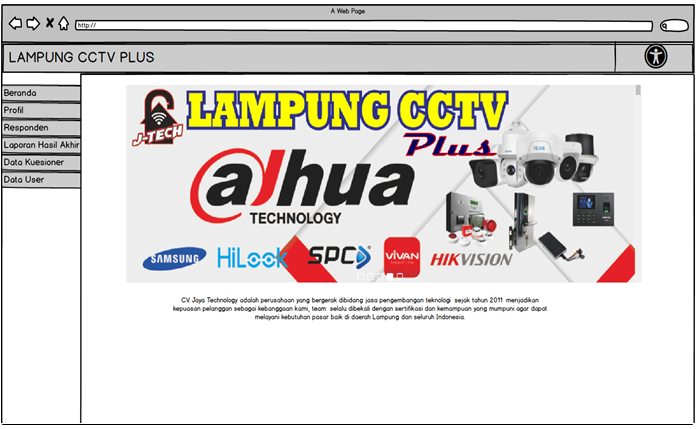 A Web Page
http://
LAMPUNG CCTV PLUS
Beranda
Profil
Responden
Laporan Hasil Akhir
Data Kuesioner
Data User
LAMPUNG CCTV
Plus
J-TECH
alhua
TECHNOLOGY
SAMSUNG
HiLook
SPC
VIVAN
HIKVISION
CV Jaya Technology adalah perusahaan yang bergerak dibidang jasa pengembangan teknologi sejak tahun 2011 menjadikan
kepuasan pelanggan sebagai kebanggaan kami, team selalu dibekali dengan sertifikasi dan kemampuan yang mumpuni agar dapat
melayani kebutuhan pasar baik di daerah Lampung dan seluruh Indonesia.